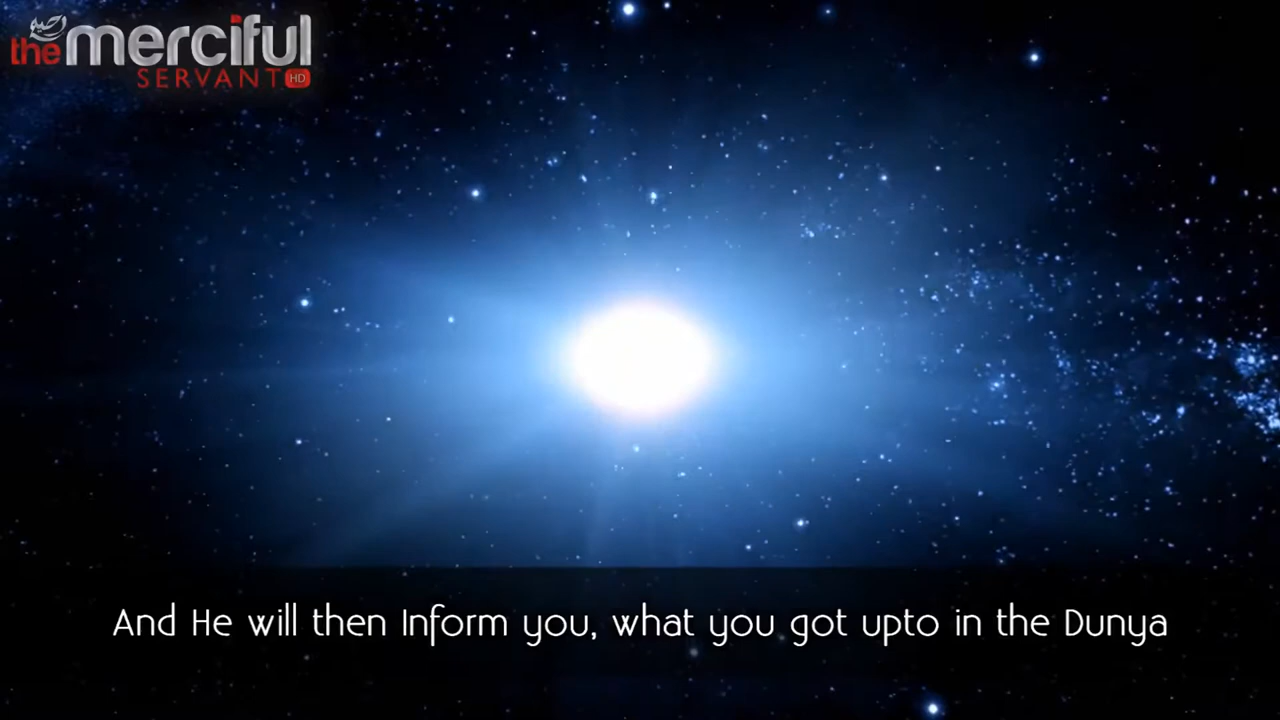 the merciful
SERVANT HD
And He will then Inform you, what you got upto in the Dunya